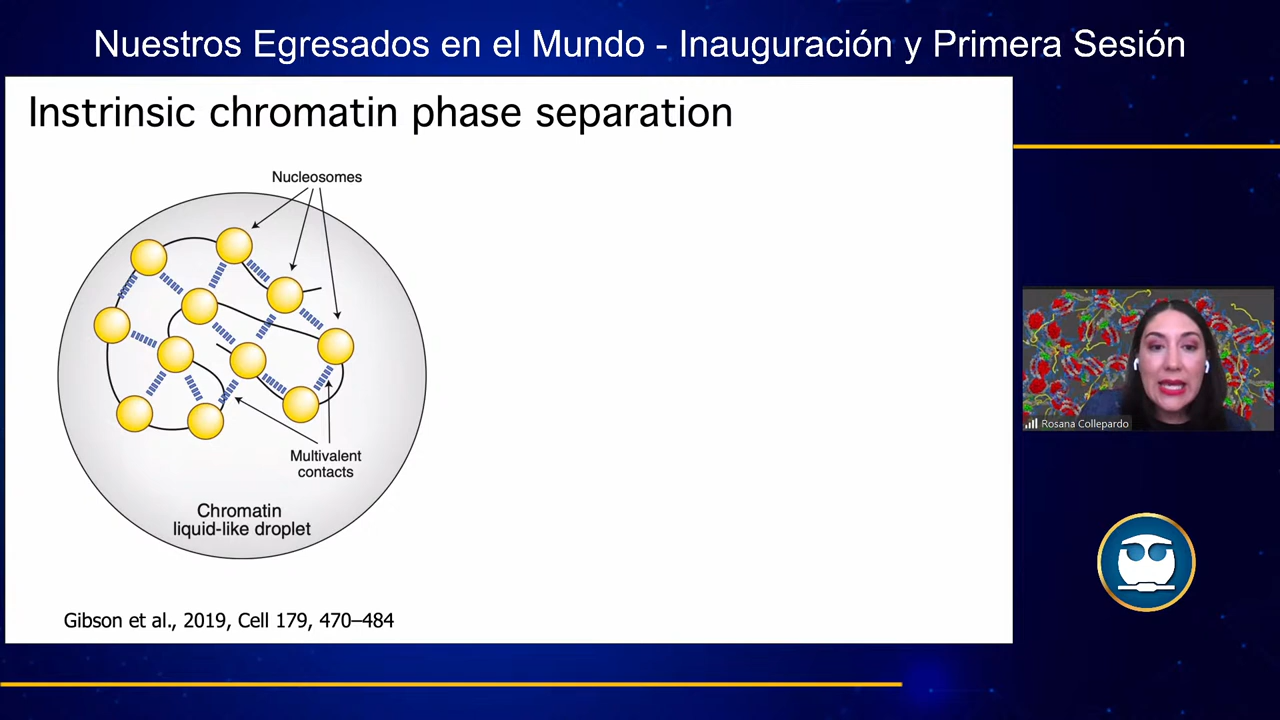 Nuestros Egresados en el Mundo - Inauguración y Primera Sesión
Instrinsic chromatin phase separation
Nucleosomes
Multivalent
contacts
Chromatin
liquid-like droplet
Gibson et al., 2019, Cell 179, 470–484
Rosana Collepardo